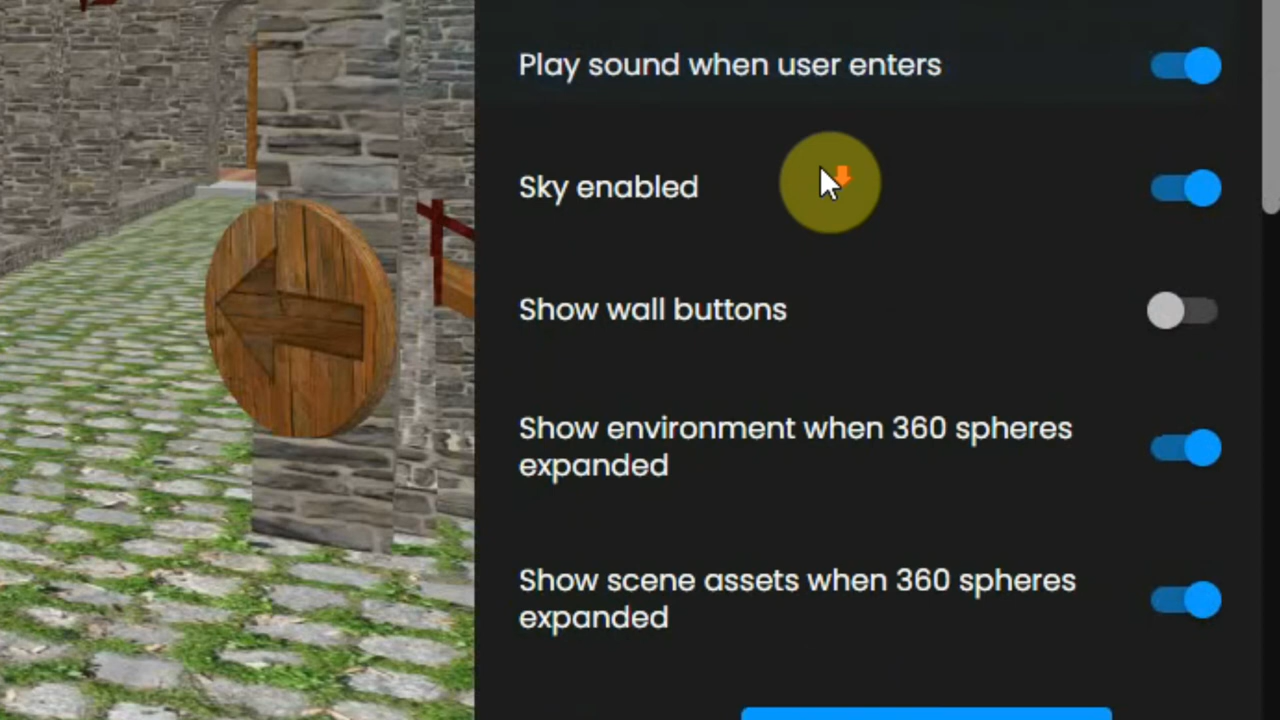 Play sound when user enters
Sky enabled
Show wall buttons
Show environment when 360 spheres
expanded
Show scene assets when 360 spheres
expanded